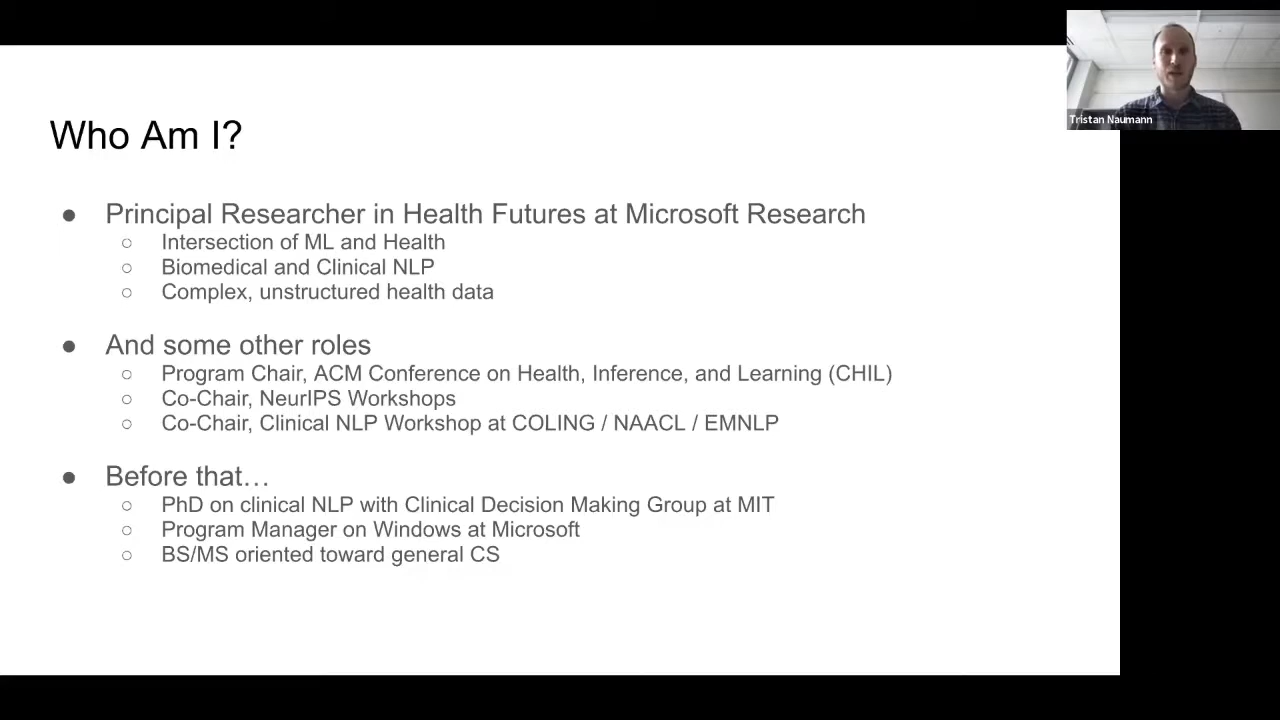 Tristan Naumann
Who Am I?
● Principal Researcher in Health Futures at Microsoft Research
○ Intersection of ML and Health
○ Biomedical and Clinical NLP
○ Complex, unstructured health data
● And some other roles
○ Program Chair, ACM Conference on Health, Inference, and Learning (CHIL)
○ Co-Chair, NeurIPS Workshops
○ Co-Chair, Clinical NLP Workshop at COLING / NAACL / EMNLP
● Before that…
○ PhD on clinical NLP with Clinical Decision Making Group at MIT
○ Program Manager on Windows at Microsoft
○ BS/MS oriented toward general CS